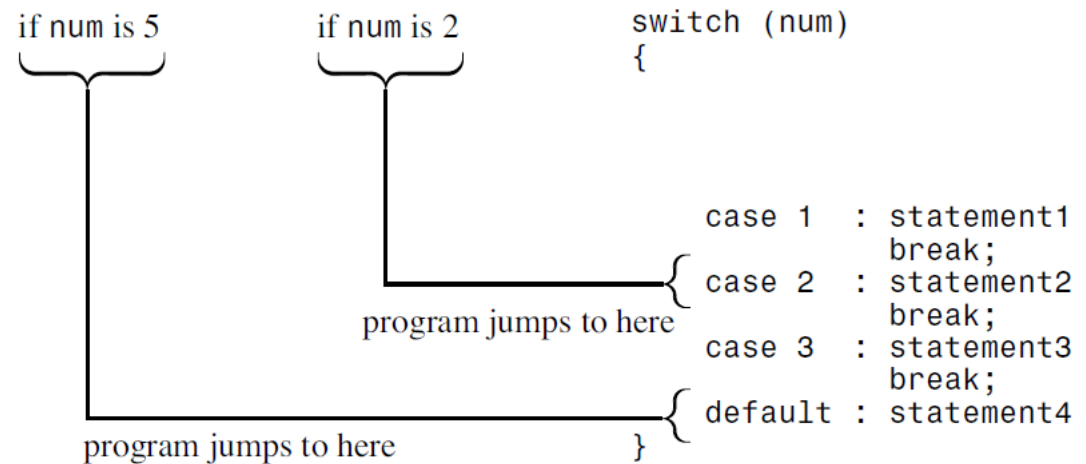 if num is 5
if num is 2
switch (num)
{
case 1 : statement1
break;
case 2 : statement2
program jumps to here
break;
case 3 : statement3
break;
default : statement4
program jumps to here
}